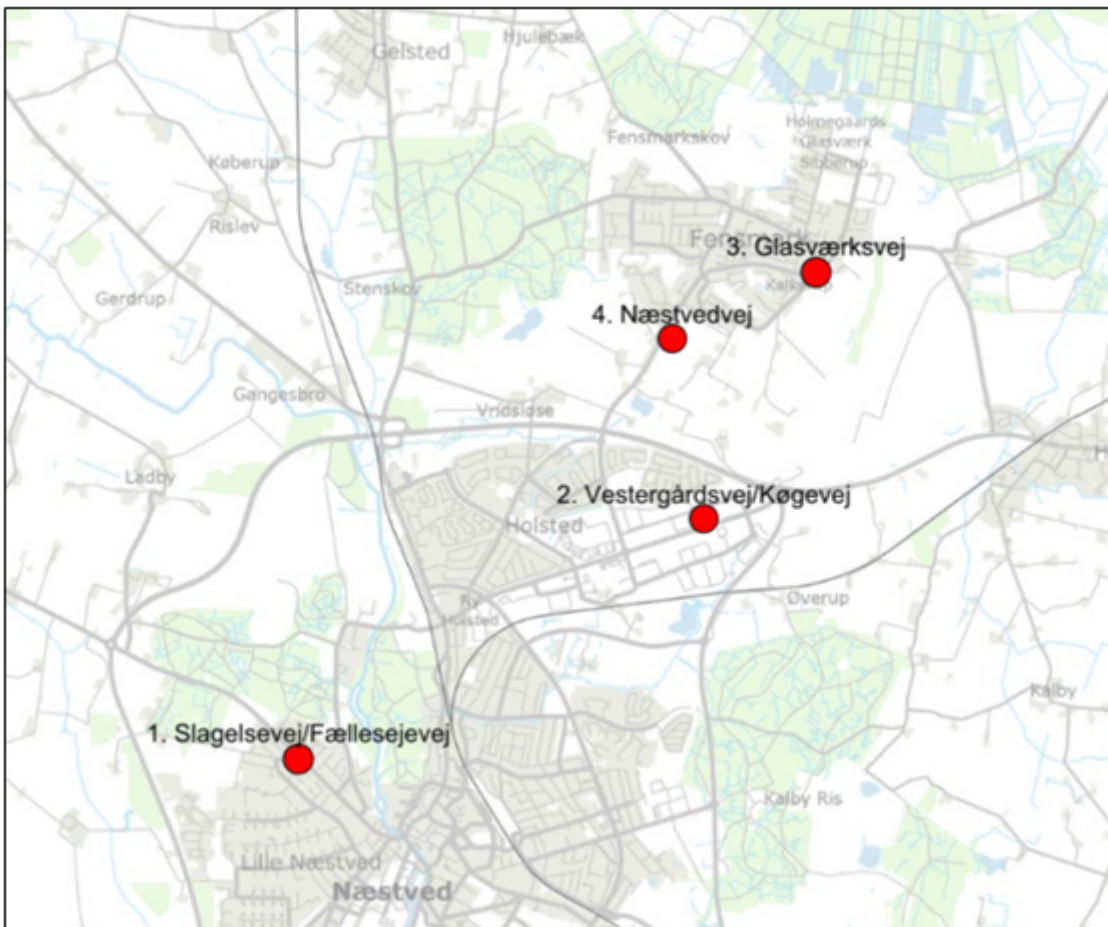 Gelsted
Hjulebæk
Holmegaards
Glasværk
Sibberup
Fensmarkskov
Køberup
Rislev
Fensmark
3. Glasværksvej
Stenskov
Gerdrup
4. Næstvedvej
Gangesbro
Vridsløse
Ladby
2. Vestergårdsvej/Køgevej
Holsted
Ny
Holsted
Øverup
Kalby
1. Slagelsevej/Fællesejevej
Kalby Ris
Lille Næstved
Næstved